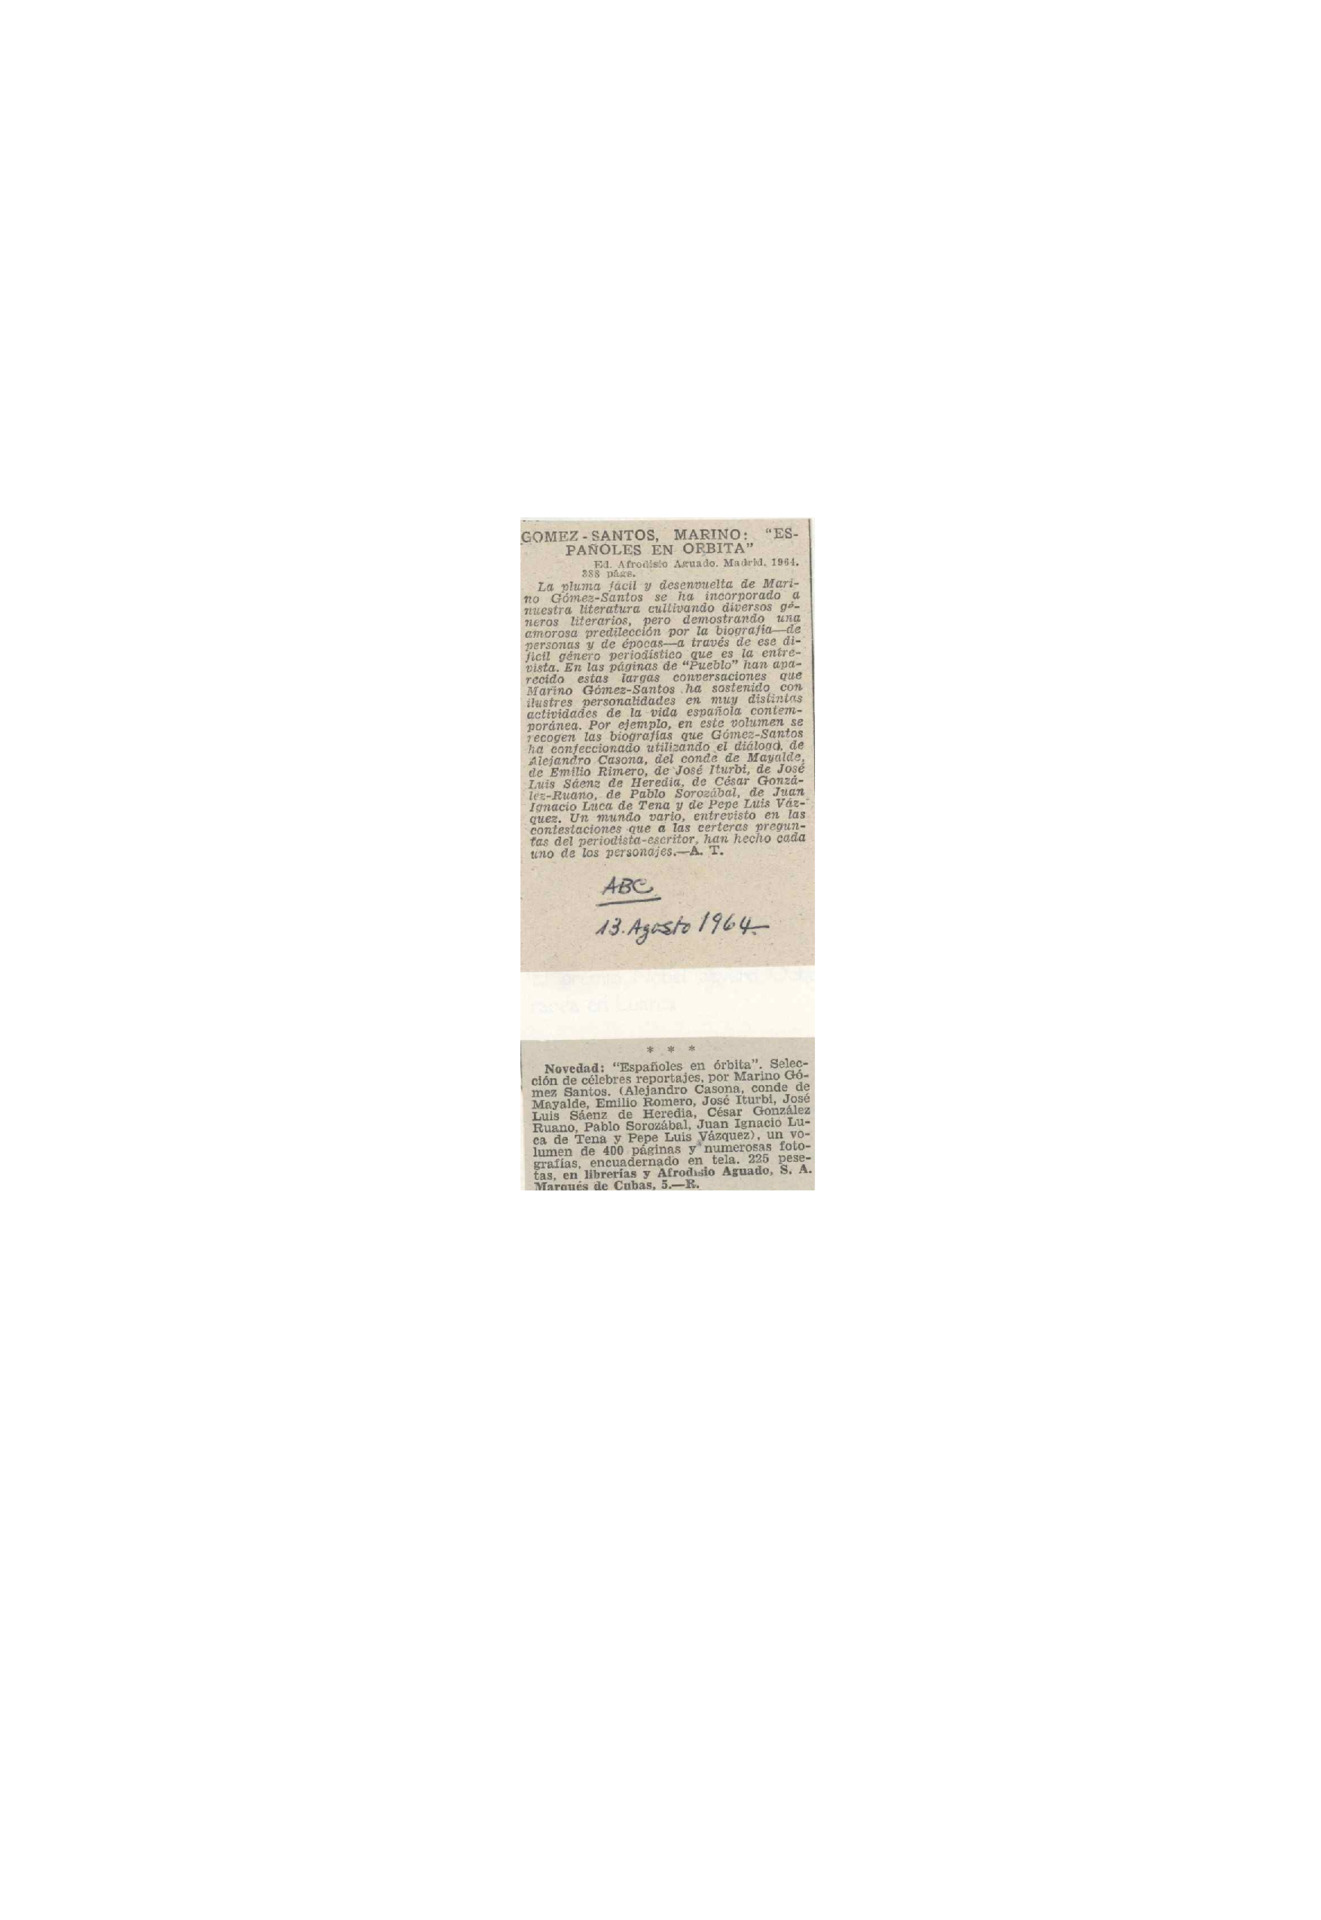 GOMEZ-SANTOS, MARINO: "ES-
PAÑOLES EN ORBITA"
Ed. Afrodisio Aguado. Madrid. 1964.
388 págs.
La pluma fácil y desenvuelta de Mari-
no Gómez-Santos se ha incorporado a
nuestra literatura cultivando diversos gé-
neros literarios, pero demostrando una
amorosa predilección por la biografía—de
personas y de épocas—a través de ese di-
fícil género periodístico que es la entre-
vista. En las páginas de "Pueblo" han apa-
recido estas largas conversaciones que
Marino Gómez-Santos ha sostenido con
ilustres personalidades en muy distintas
actividades de la vida española contem-
poránea. Por ejemplo, en este volumen se
recogen las biografías que Gómez-Santos
ha confeccionado utilizando el diálogo, de
Alejandro Casona, del conde de Mayalde,
de Emilio Rimero, de José Iturbi, de José
Luis Sáenz de Heredia, de César Gonzá-
lez-Ruano, de Pablo Sorozábal, de Juan
Ignacio Luca de Tena y de Pepe Luis Váz-
quez. Un mundo vario, entrevisto en las
contestaciones que a las certeras pregun-
tas del periodista-escritor, han hecho cada
uno de los personajes.—A. T.
ABC
13. Agosto 1964.
* * *
Novedad: "Españoles en órbita". Selec-
ción de célebres reportajes, por Marino Gó-
mez Santos. (Alejandro Casona, conde de
Mayalde, Emilio Romero, José Iturbi, José
Luis Sáenz de Heredia, César González
Ruano, Pablo Sorozábal, Juan Ignacio Lu-
ca de Tena y Pepe Luis Vázquez), un vo-
lumen de 400 páginas y numerosas foto-
grafías, encuadernado en tela. 225 pese-
tas, en librerías y Afrodisio Aguado, S. A.
Marqués de Cubas, 5.—R.